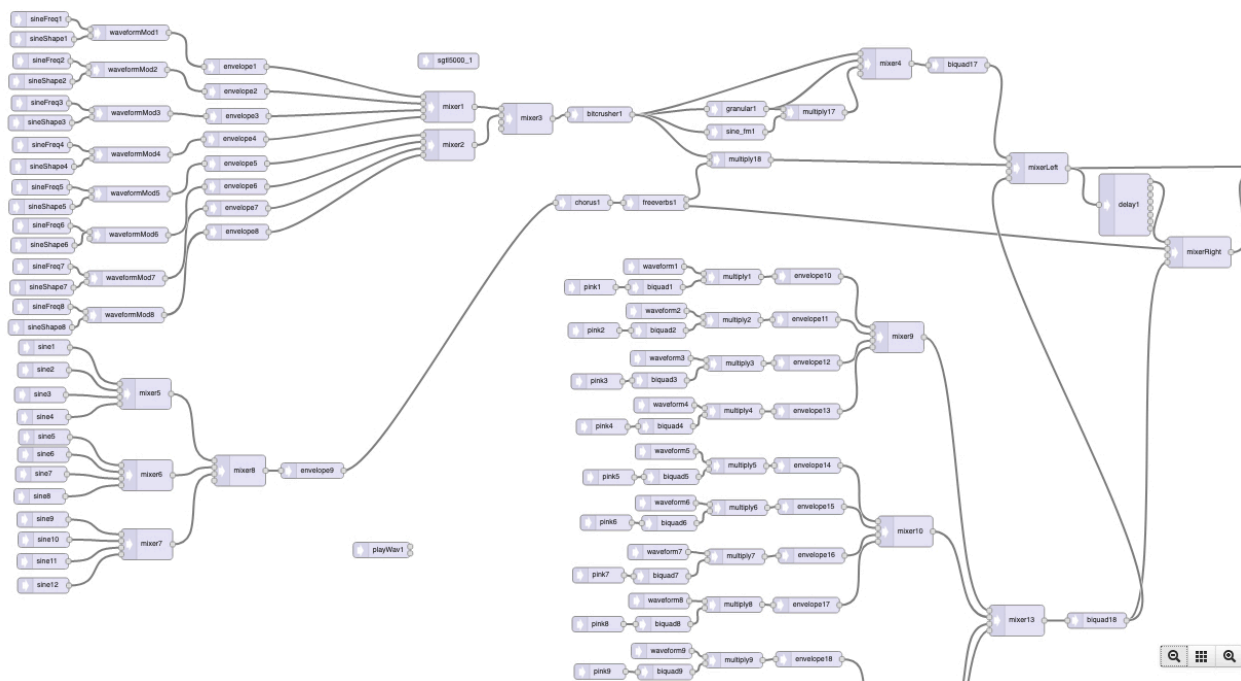 sineFreq1
sineShape1
waveformMod1
sineFreq2
sineShape2
waveformMod2
sineFreq3
sineShape3
waveformMod3
sineFreq4
sineShape4
waveformMod4
sineFreq5
sineShape5
waveformMod5
sineFreq6
sineShape6
waveformMod6
sineFreq7
sineShape7
waveformMod7
sineFreq8
sineShape8
waveformMod8
envelope1
envelope2
envelope3
envelope4
envelope5
envelope6
envelope7
envelope8
sgtl5000_1
mixer1
mixer2
mixer3
bitcrusher1
granular1
sine_fm1
multiply17
multiply18
mixer4
biquad17
chorus1
freeverbs1
mixerLeft
delay1
mixerRight
sine1
sine2
sine3
sine4
mixer5
sine5
sine6
sine7
sine8
mixer6
sine9
sine10
sine11
sine12
mixer7
mixer8
envelope9
playWav1
waveform1
pink1
biquad1
multiply1
envelope10
waveform2
pink2
biquad2
multiply2
envelope11
waveform3
pink3
biquad3
multiply3
envelope12
waveform4
pink4
biquad4
multiply4
envelope13
mixer9
waveform5
pink5
biquad5
multiply5
envelope14
waveform6
pink6
biquad6
multiply6
envelope15
waveform7
pink7
biquad7
multiply7
envelope16
waveform8
pink8
biquad8
multiply8
envelope17
mixer10
waveform9
pink9
biquad9
multiply9
envelope18
mixer13
biquad18